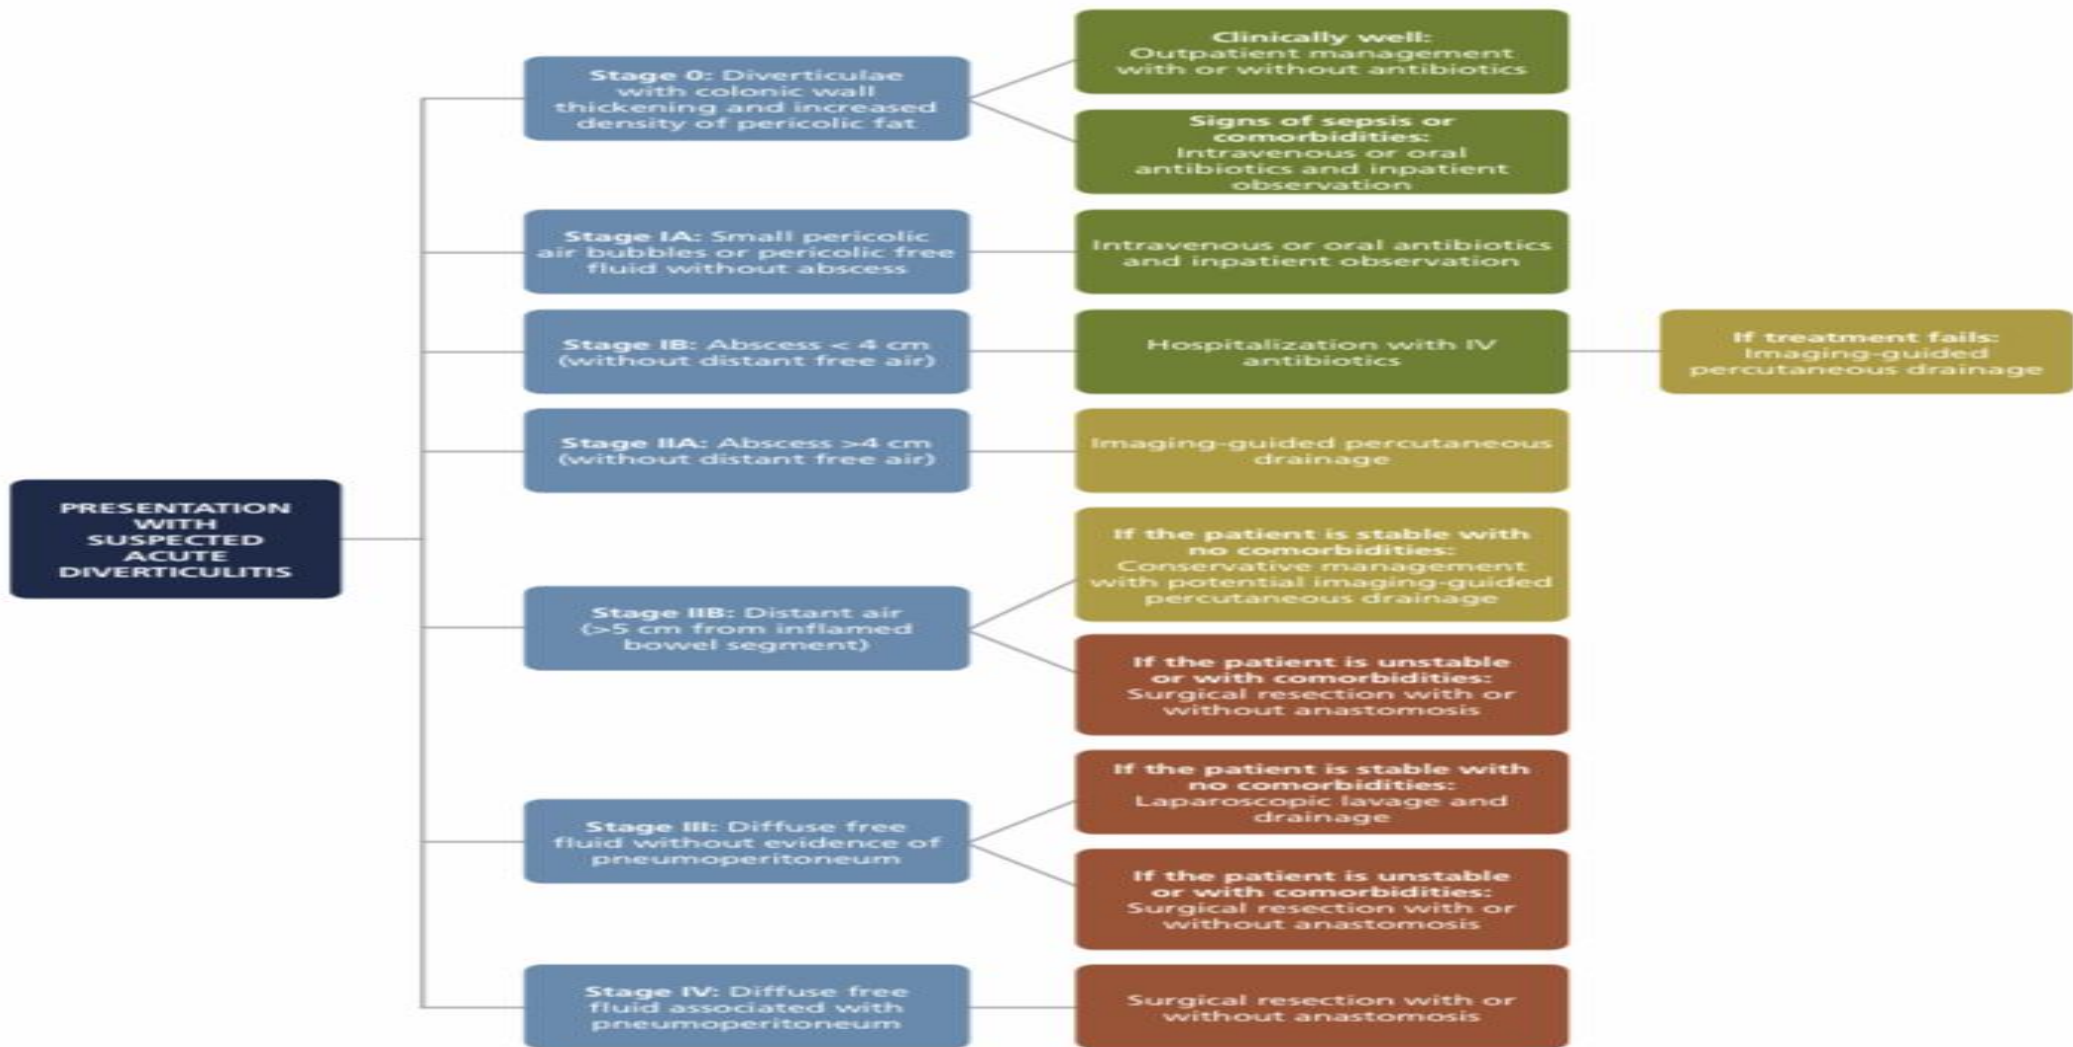 PRESENTATION
WITH
SUSPECTED
ACUTE
DIVERTICULITIS
Stage 0: Diverticulae
with colonic wall
thickening and increased
density of pericolic fat
Clinically well:
Outpatient management
with or without antibiotics
Signs of sepsis or
comorbidities:
Intravenous or oral
antibiotics and inpatient
observation
Stage IA: Small pericolic
air bubbles or pericolic free
fluid without abscess
Intravenous or oral antibiotics
and inpatient observation
Stage IB: Abscess < 4 cm
(without distant free air)
Hospitalization with IV
antibiotics
If treatment fails:
Imaging-guided
percutaneous drainage
Stage IIA: Abscess >4 cm
(without distant free air)
Imaging-guided percutaneous
drainage
Stage IIB: Distant air
(>5 cm from inflamed
bowel segment)
If the patient is stable with
no comorbidities:
Conservative management
with potential imaging-guided
percutaneous drainage
If the patient is unstable
or with comorbidities:
Surgical resection with or
without anastomosis
Stage III: Diffuse free
fluid without evidence of
pneumoperitoneum
If the patient is stable with
no comorbidities:
Laparoscopic lavage and
drainage
If the patient is unstable
or with comorbidities:
Surgical resection with or
without anastomosis
Stage IV: Diffuse free
fluid associated with
pneumoperitoneum
Surgical resection with or
without anastomosis